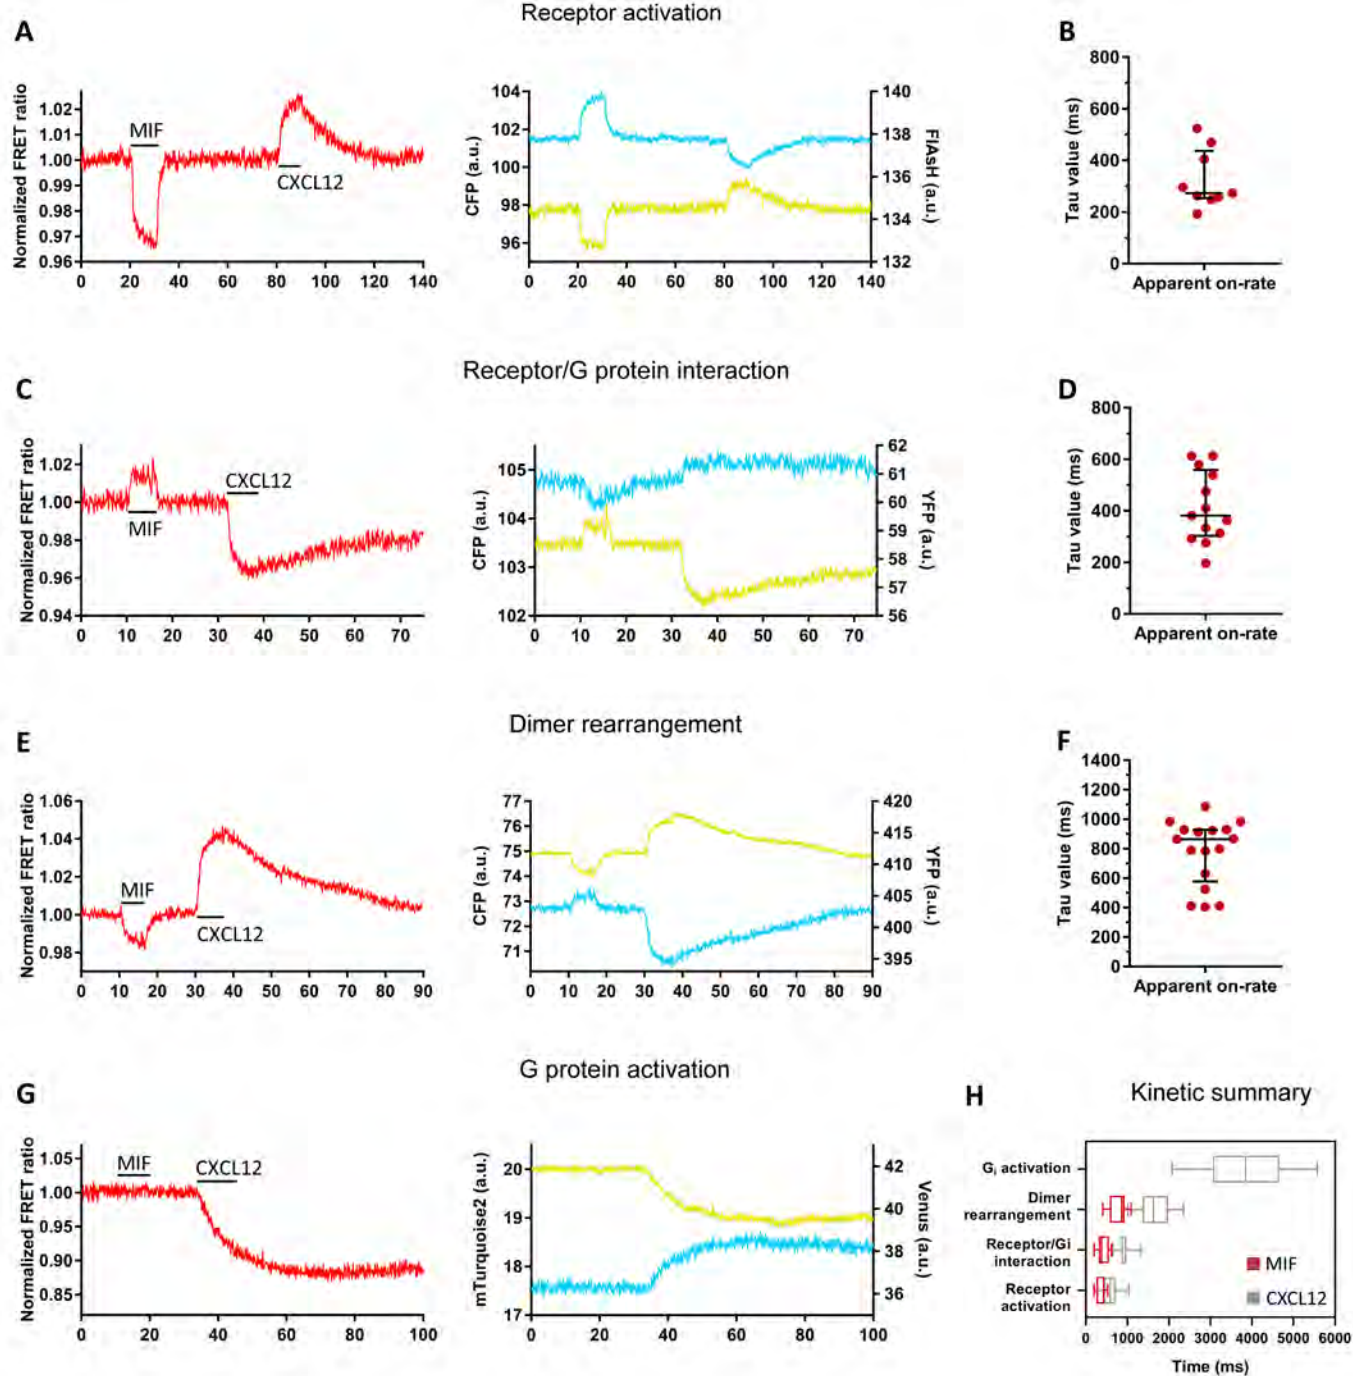 Receptor activation
A
Normalized FRET ratio
1.02
1.01
1.00
0.99
0.98
0.97
0.96
MIF
CXCL12
0 20 40 60 80 100 120 140
CFP (a.u.)
104
102
100
98
96
140
138
136
134
132
FlAsH (a.u.)
0 20 40 60 80 100 120 140
B
Tau value (ms)
800
600
400
200
0
Apparent on-rate
Receptor/G protein interaction
C
Normalized FRET ratio
1.02
1.00
0.98
0.96
0.94
MIF
CXCL12
0 10 20 30 40 50 60 70
CFP (a.u.)
105
104
103
102
62
61
60
59
58
57
56
YFP (a.u.)
0 10 20 30 40 50 60 70
D
Tau value (ms)
800
600
400
200
0
Apparent on-rate
Dimer rearrangement
E
Normalized FRET ratio
1.06
1.04
1.02
1.00
0.98
MIF
CXCL12
0 10 20 30 40 50 60 70 80 90
CFP (a.u.)
77
76
75
74
73
72
71
420
415
410
405
400
395
YFP (a.u.)
0 10 20 30 40 50 60 70 80 90
F
Tau value (ms)
1400
1200
1000
800
600
400
200
0
Apparent on-rate
G protein activation
G
Normalized FRET ratio
1.05
1.00
0.95
0.90
0.85
MIF
CXCL12
0 20 40 60 80 100
mTurquoise2 (a.u.)
20
19
18
17
42
40
38
36
Venus (a.u.)
0 20 40 60 80 100
H
Kinetic summary
Gi activation
Dimer
rearrangement
Receptor/Gi
interaction
Receptor
activation
MIF
CXCL12
0 1000 2000 3000 4000 5000 6000
Time (ms)